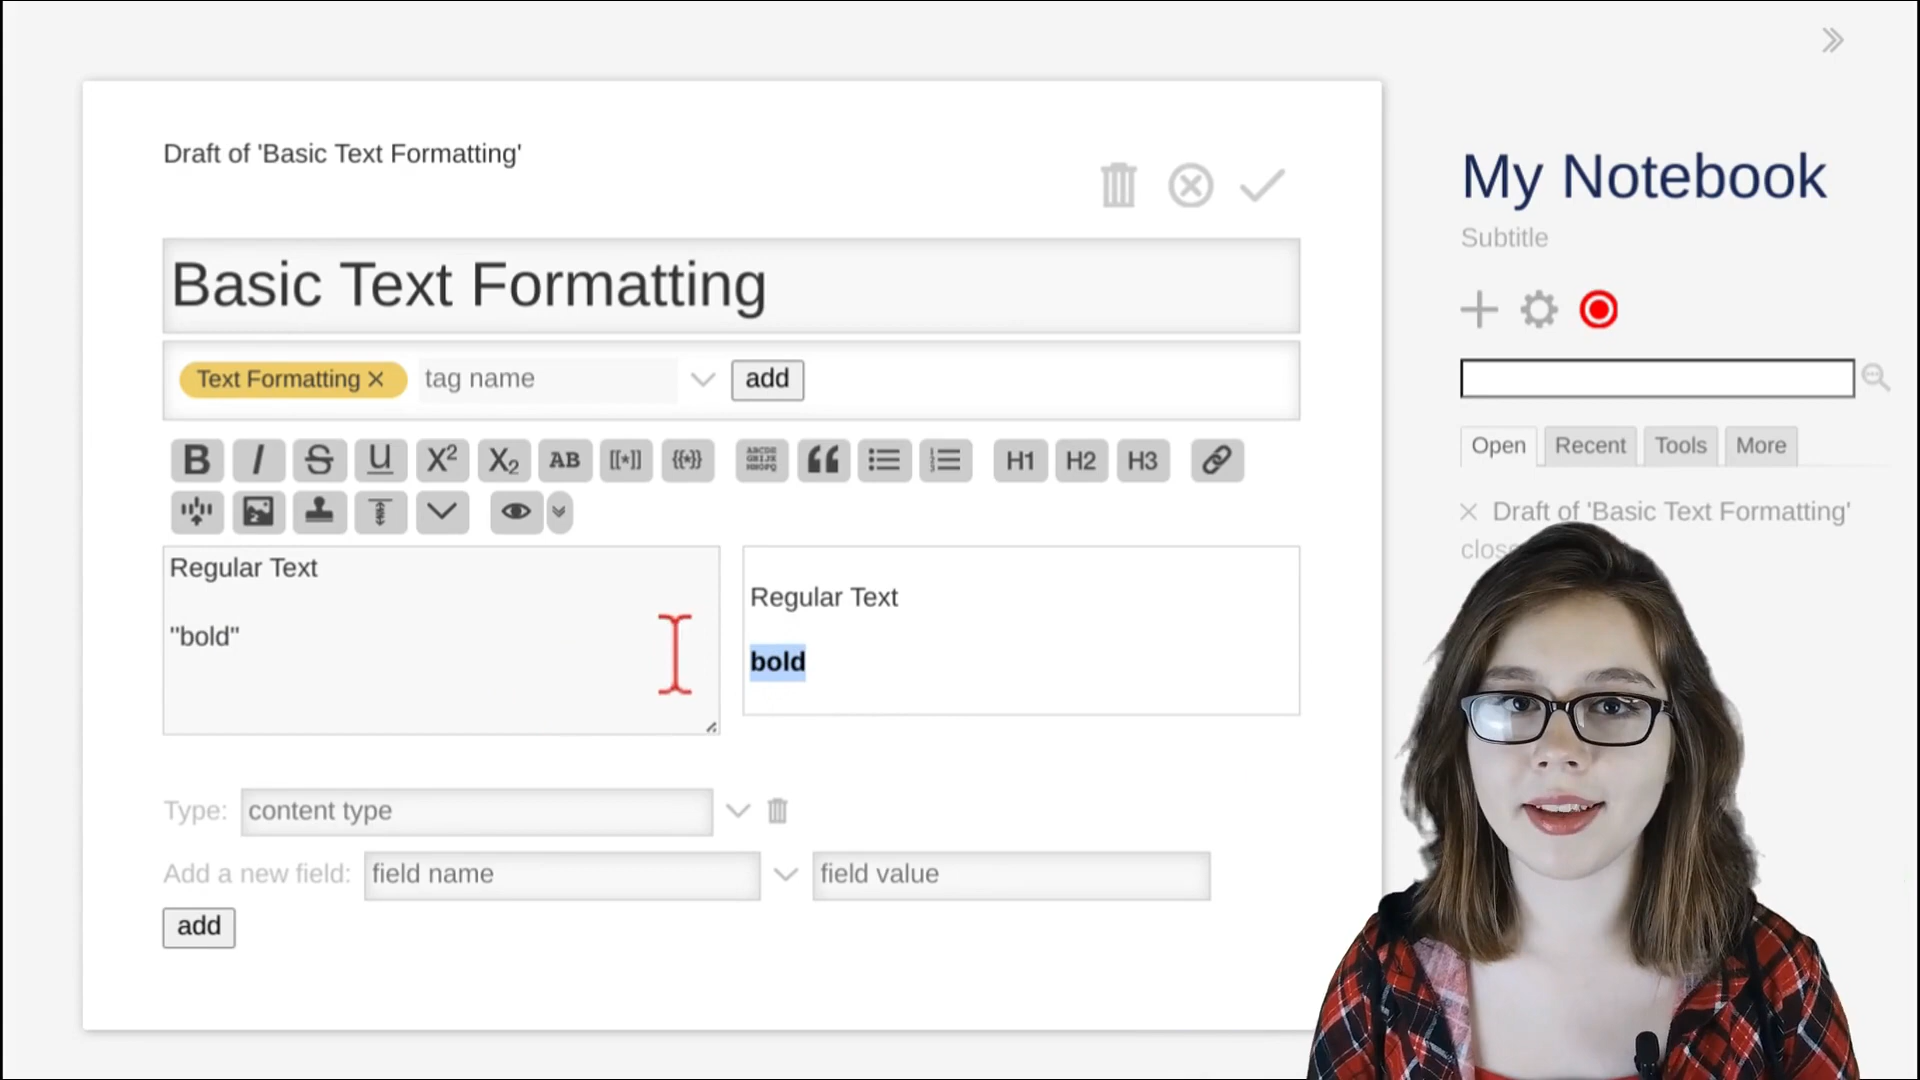 Draft of 'Basic Text Formatting'
My Notebook
Subtitle
Basic Text Formatting
Text Formatting × tag name add
Open Recent Tools More
B I S U X² X₂ AB [[*]] {{*}} H1 H2 H3
× Draft of 'Basic Text Formatting'
Regular Text
''bold''
Regular Text
bold
Type: content type
Add a new field: field name field value
add